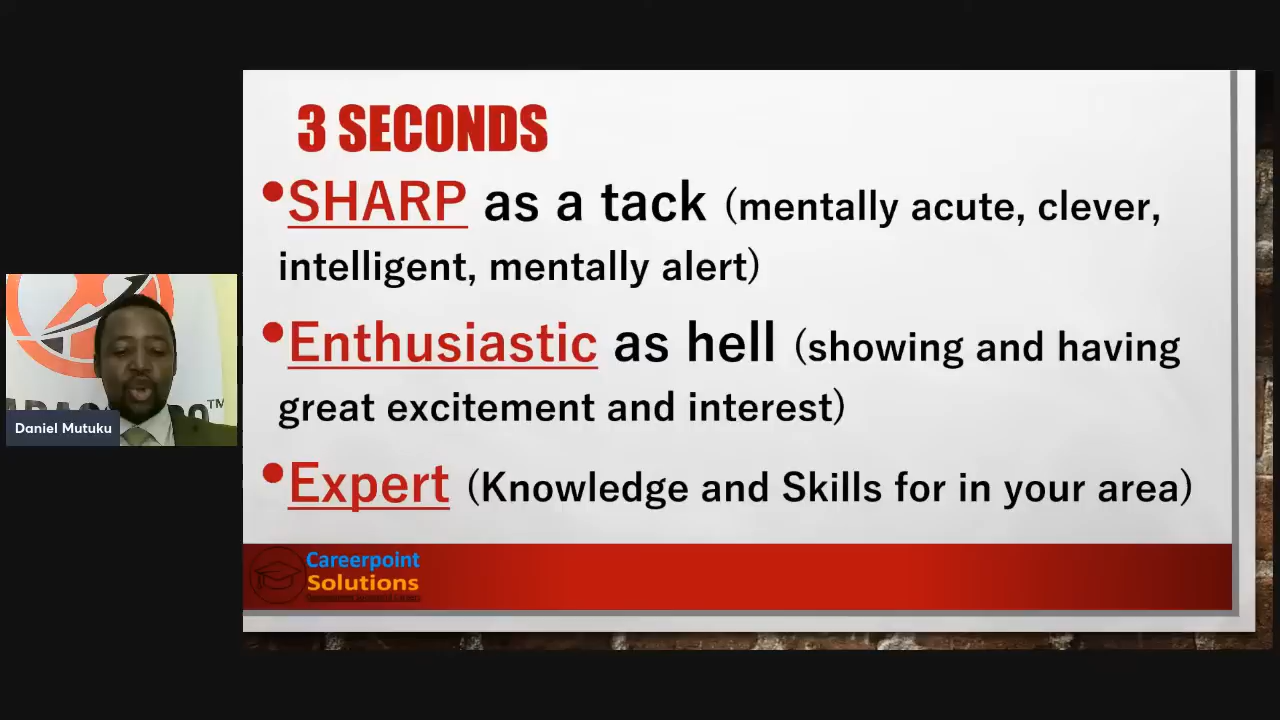 3 SECONDS
•SHARP as a tack (mentally acute, clever,
intelligent, mentally alert)
•Enthusiastic as hell (showing and having
great excitement and interest)
•Expert (Knowledge and Skills for in your area)
Daniel Mutuku
TM
Careerpoint
Solutions